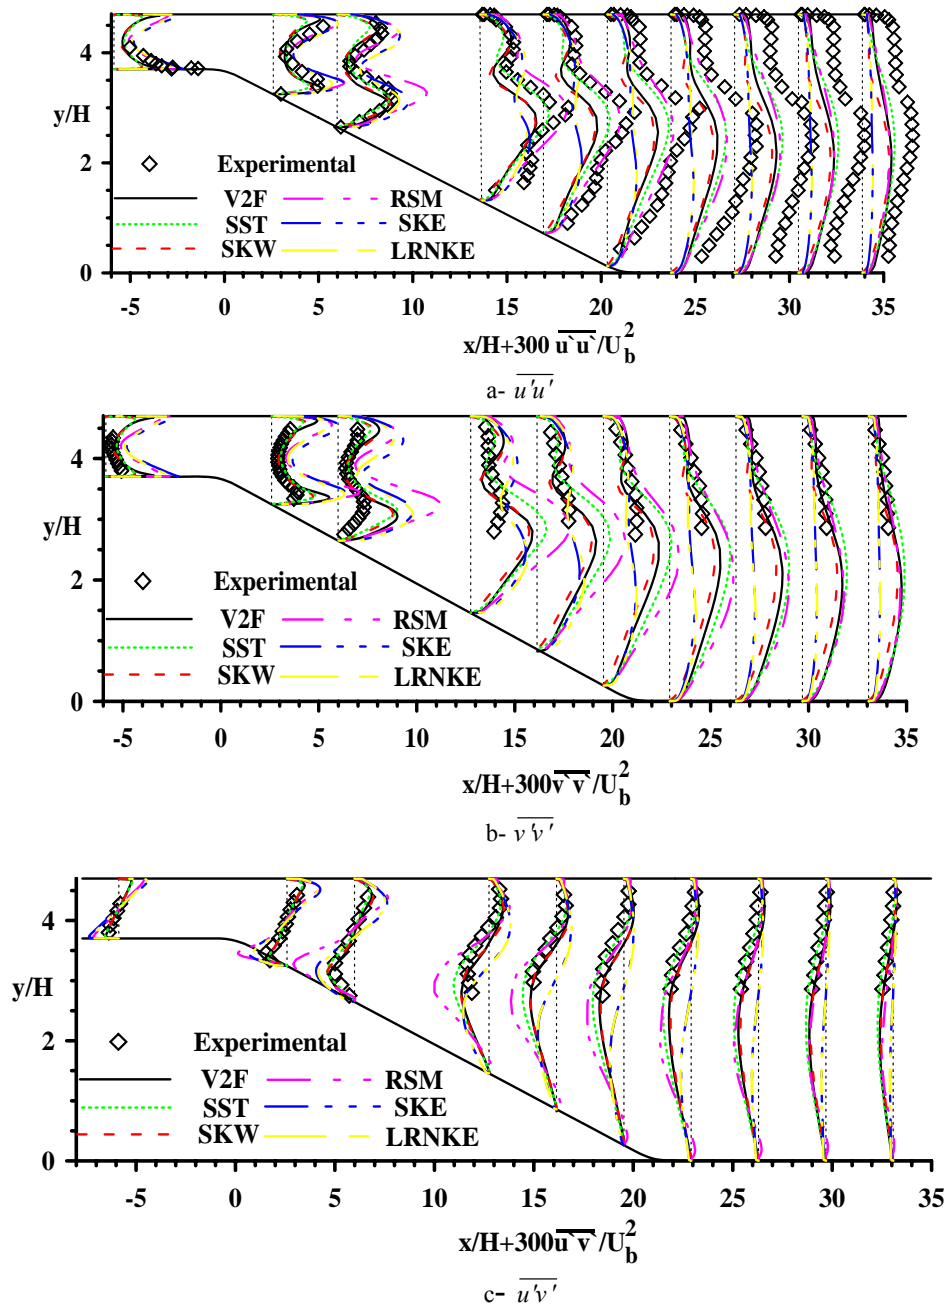 4
y/H
2
0
Experimental
V2F RSM
SST SKE
SKW LRNKE
-5 0 5 10 15 20 25 30 35
x/H+300 u`u`/U_b^2
a- u'u'
4
y/H
2
0
Experimental
V2F RSM
SST SKE
SKW LRNKE
-5 0 5 10 15 20 25 30 35
x/H+300v`v`/U_b^2
b- v'v'
4
y/H
2
0
Experimental
V2F RSM
SST SKE
SKW LRNKE
-5 0 5 10 15 20 25 30 35
x/H+300u`v`/U_b^2
c- u'v'